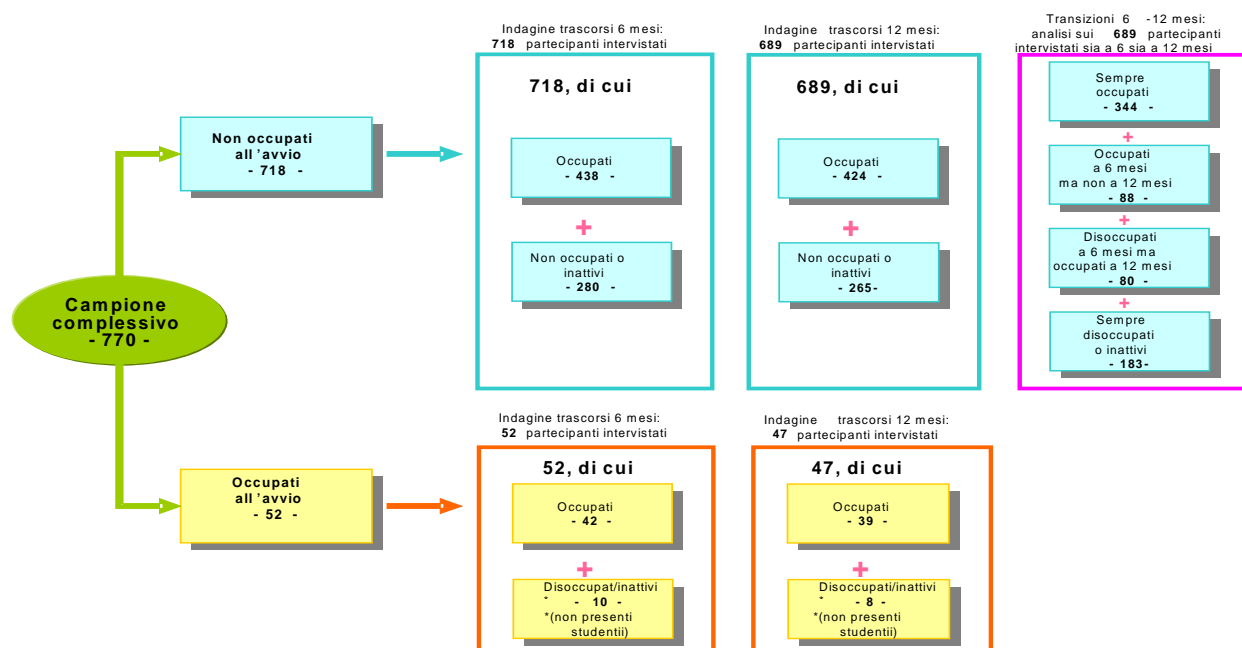 Indagine trascorsi 6 mesi:
718 partecipanti intervistati
Indagine trascorsi 12 mesi:
689 partecipanti intervistati
Transizioni 6 -12 mesi:
analisi sui 689 partecipanti
intervistati sia a 6 sia a 12 mesi
Campione
complessivo
- 770 -
Non occupati
all'avvio
- 718 -
718, di cui
Occupati
- 438 -
+
Non occupati o
inattivi
- 280 -
689, di cui
Occupati
- 424 -
+
Non occupati o
inattivi
- 265-
Sempre
occupati
- 344 -
+
Occupati
a 6 mesi
ma non a 12 mesi
- 88 -
+
Disoccupati
a 6 mesi ma
occupati a 12 mesi
- 80 -
+
Sempre
disoccupati
o inattivi
- 183-
Indagine trascorsi 6 mesi:
52 partecipanti intervistati
Indagine trascorsi 12 mesi:
47 partecipanti intervistati
Occupati
all'avvio
- 52 -
52, di cui
Occupati
- 42 -
+
Disoccupat/inattivi
* - 10 -
*(non presenti
studentii)
47, di cui
Occupati
- 39 -
+
Disoccupati/inattivi
* - 8 -
*(non presenti
studentii)